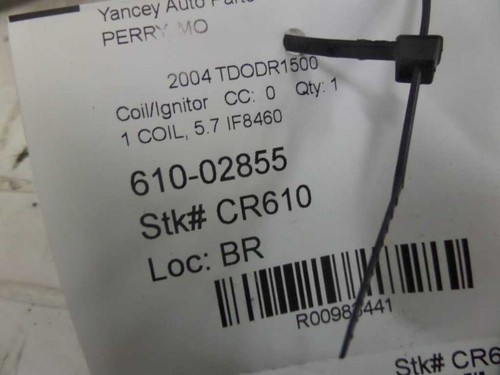 Yancey Auto Parts
PERRY, MO
2004 TDODR1500
Coil/Ignitor CC: 0 Qty: 1
1 COIL, 5.7 IF8460
610-02855
Stk# CR610
Loc: BR
Stk# CR6